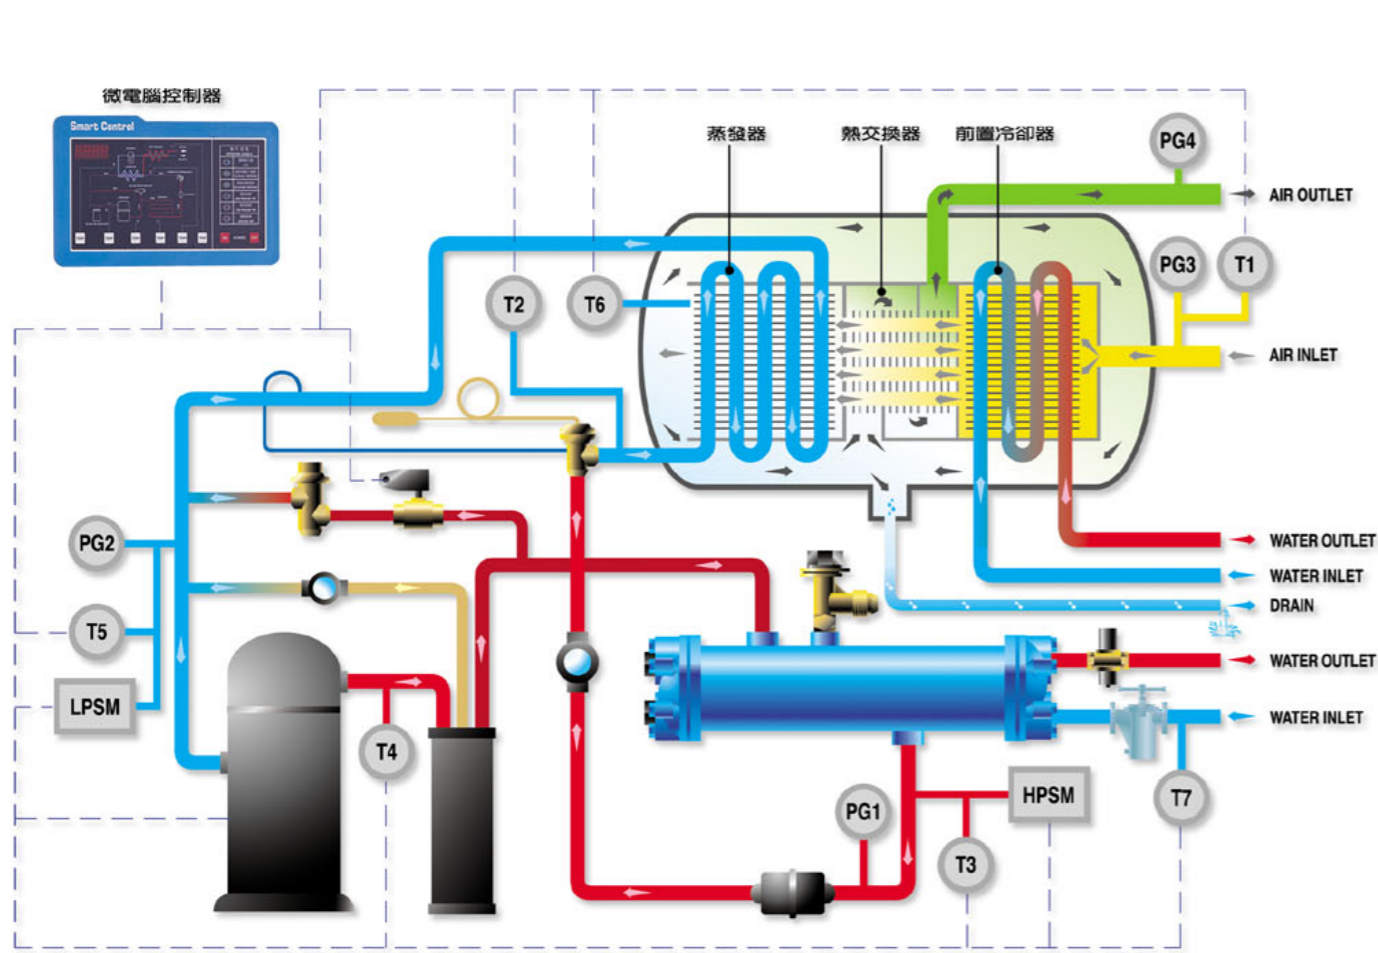 微電腦控制器
Smart Control
蒸發器
熱交換器
前置冷卻器
PG4
AIR OUTLET
PG3
T1
T2
T6
AIR INLET
PG2
WATER OUTLET
WATER INLET
DRAIN
T5
WATER OUTLET
LPSM
WATER INLET
T4
HPSM
T7
PG1
T3